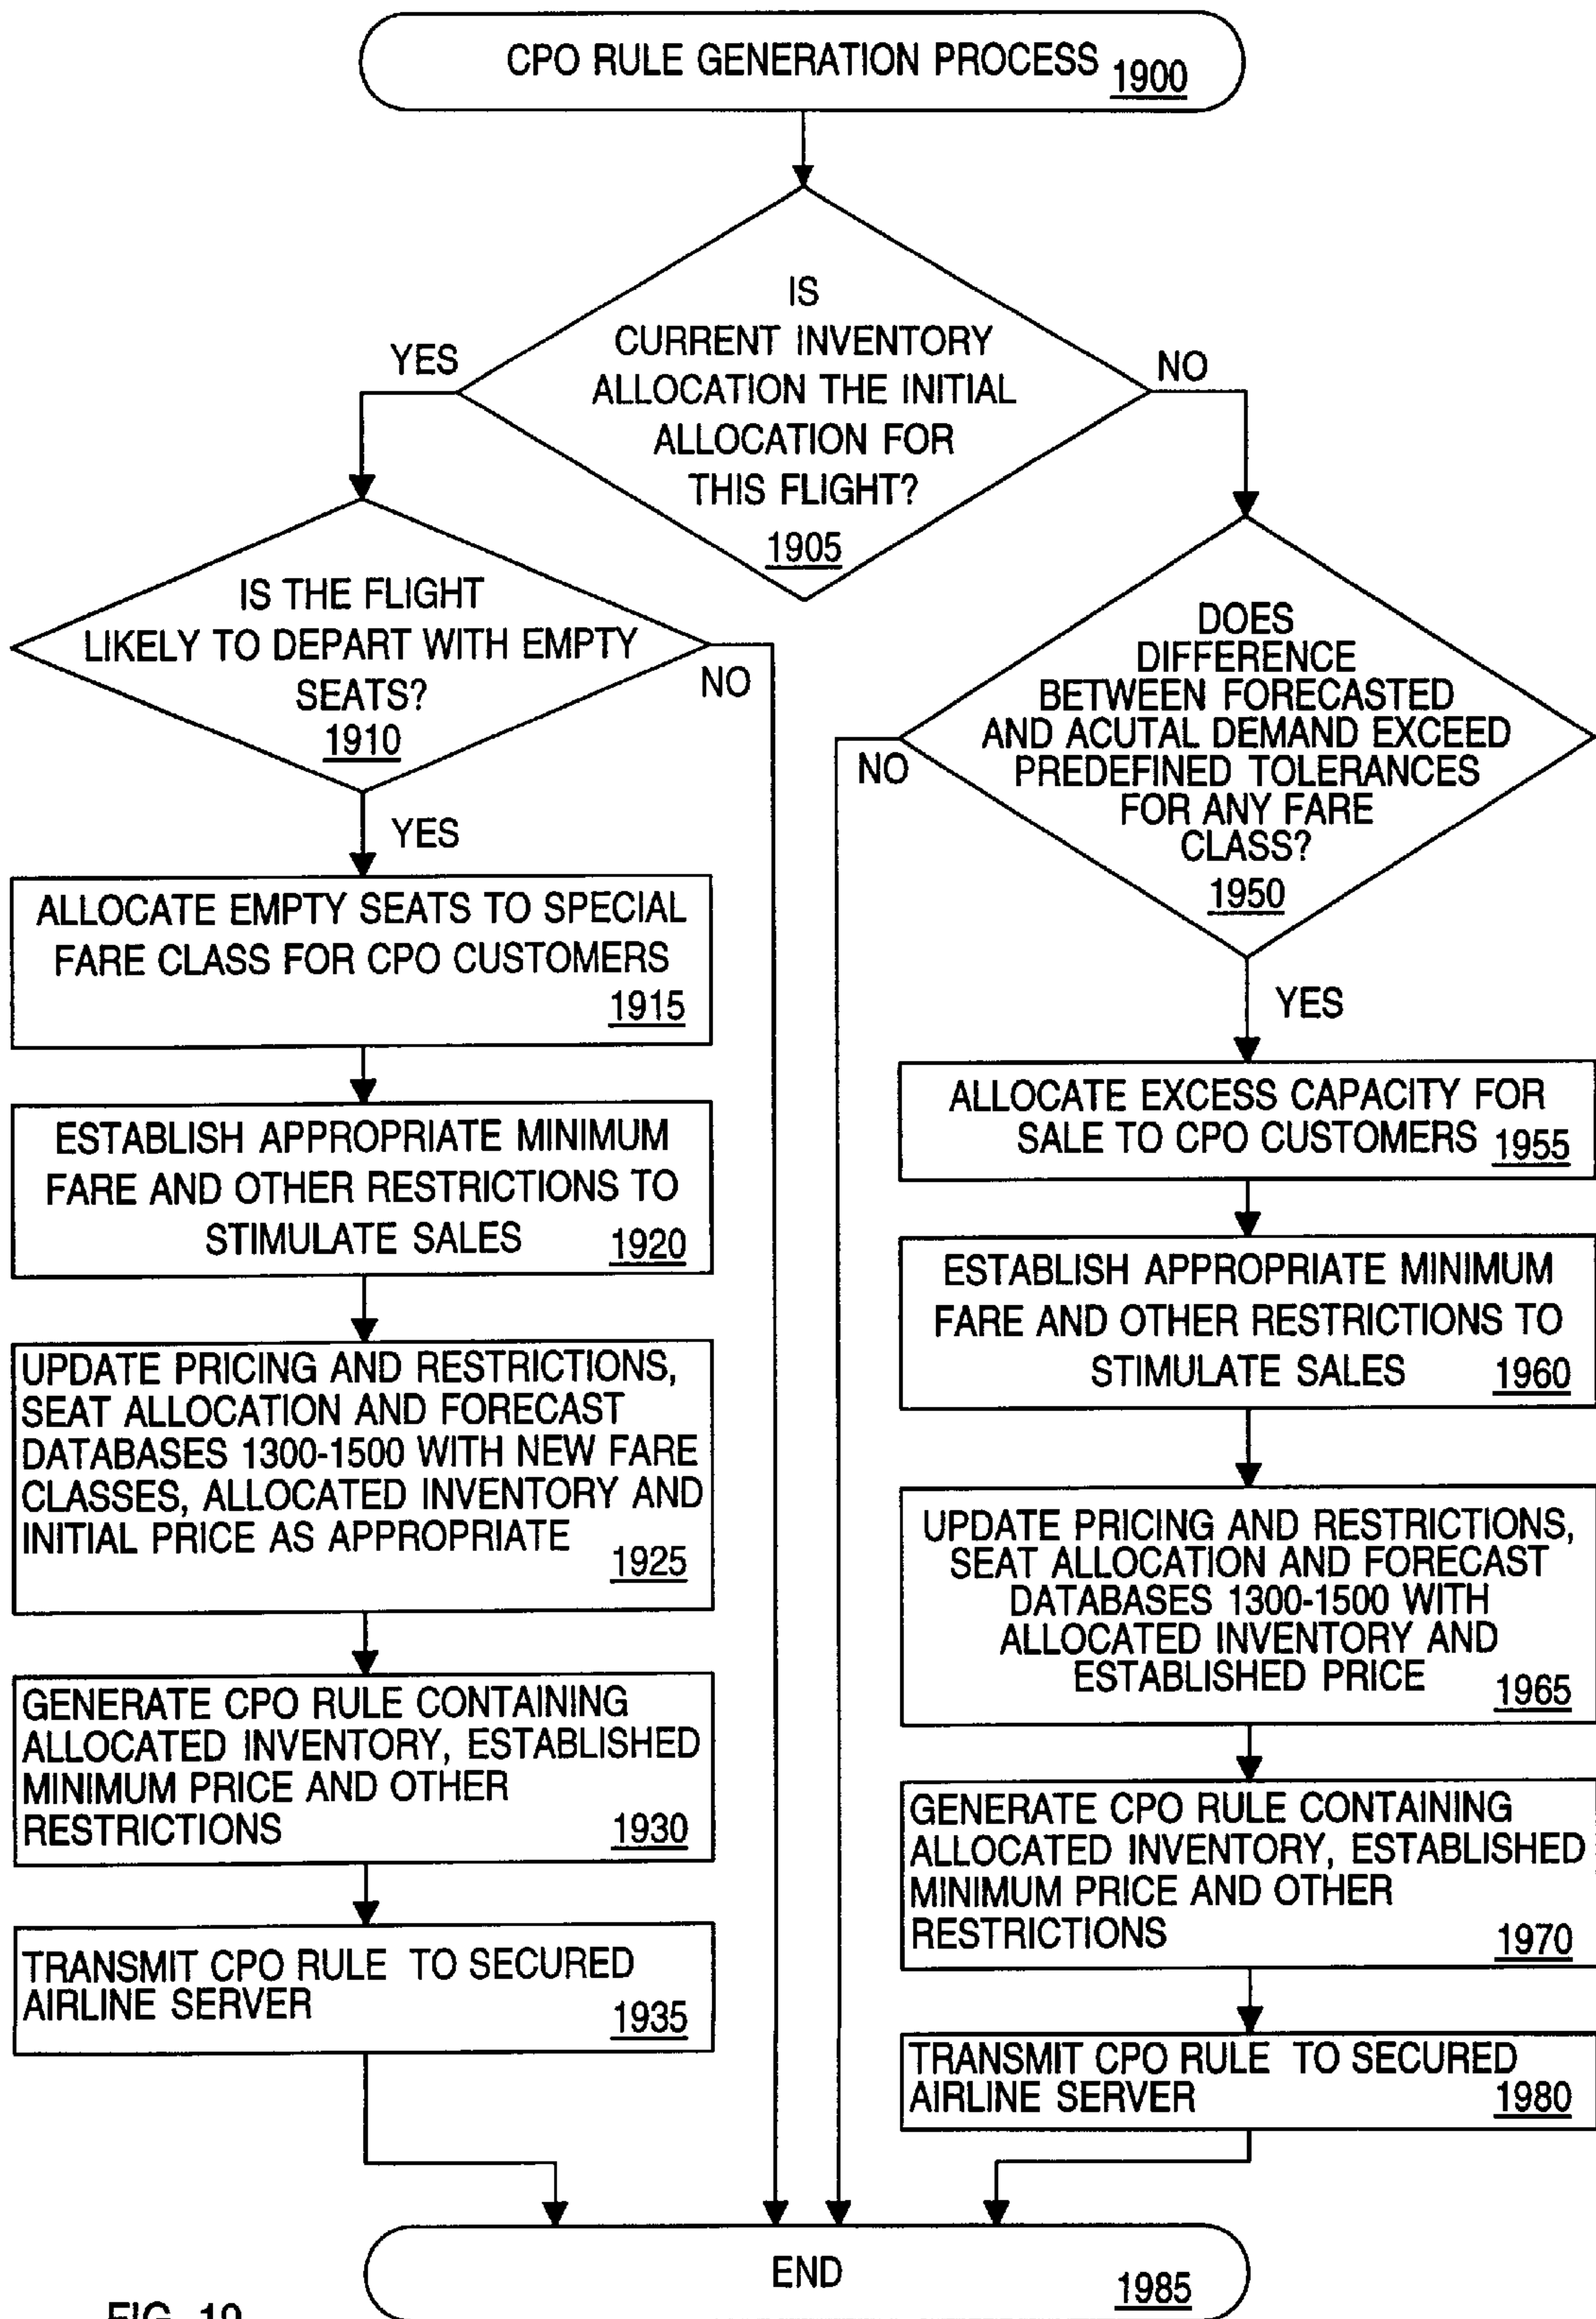 CPO RULE GENERATION PROCESS 1900
IS
CURRENT INVENTORY
ALLOCATION THE INITIAL
ALLOCATION FOR
THIS FLIGHT?
1905
YES
NO
IS THE FLIGHT
LIKELY TO DEPART WITH EMPTY
SEATS?
1910
NO
YES
ALLOCATE EMPTY SEATS TO SPECIAL
FARE CLASS FOR CPO CUSTOMERS
1915
ESTABLISH APPROPRIATE MINIMUM
FARE AND OTHER RESTRICTIONS TO
STIMULATE SALES 1920
UPDATE PRICING AND RESTRICTIONS,
SEAT ALLOCATION AND FORECAST
DATABASES 1300-1500 WITH NEW FARE
CLASSES, ALLOCATED INVENTORY AND
INITIAL PRICE AS APPROPRIATE 1925
GENERATE CPO RULE CONTAINING
ALLOCATED INVENTORY, ESTABLISHED
MINIMUM PRICE AND OTHER
RESTRICTIONS 1930
TRANSMIT CPO RULE TO SECURED
AIRLINE SERVER 1935
DOES
DIFFERENCE
BETWEEN FORECASTED
AND ACUTAL DEMAND EXCEED
PREDEFINED TOLERANCES
FOR ANY FARE
CLASS?
1950
NO
YES
ALLOCATE EXCESS CAPACITY FOR
SALE TO CPO CUSTOMERS 1955
ESTABLISH APPROPRIATE MINIMUM
FARE AND OTHER RESTRICTIONS TO
STIMULATE SALES 1960
UPDATE PRICING AND RESTRICTIONS,
SEAT ALLOCATION AND FORECAST
DATABASES 1300-1500 WITH
ALLOCATED INVENTORY AND
ESTABLISHED PRICE 1965
GENERATE CPO RULE CONTAINING
ALLOCATED INVENTORY, ESTABLISHED
MINIMUM PRICE AND OTHER
RESTRICTIONS 1970
TRANSMIT CPO RULE TO SECURED
AIRLINE SERVER 1980
END 1985
FIG. 19